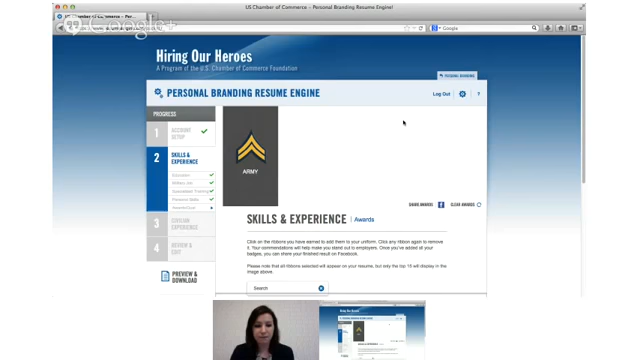 US Chamber of Commerce - Personal Branding Resume Engine!
Google+
Google
Hiring Our Heroes
A Program of the U.S. Chamber of Commerce Foundation
PERSONAL BRANDING
PERSONAL BRANDING RESUME ENGINE
Log Out
?
PROGRESS
1 ACCOUNT SETUP
2 SKILLS & EXPERIENCE
Education
Military Job
Specialized Training
Personal Skills
Awards
3 EXPLAIN EXPERIENCE
4 REVIEW & EDIT
PREVIEW & DOWNLOAD
ARMY
SHARE AWARDS
CLEAR AWARDS
SKILLS & EXPERIENCE | Awards
Click on the ribbons you have earned to add them to your uniform. Click any ribbon again to remove
it. Your commendations will help make you stand out to employers. Once you've added all your
badges, you can share your finished result on Facebook.
Please note that all ribbons selected will appear on your resume, but only the top 15 will display in the
image above.
Search